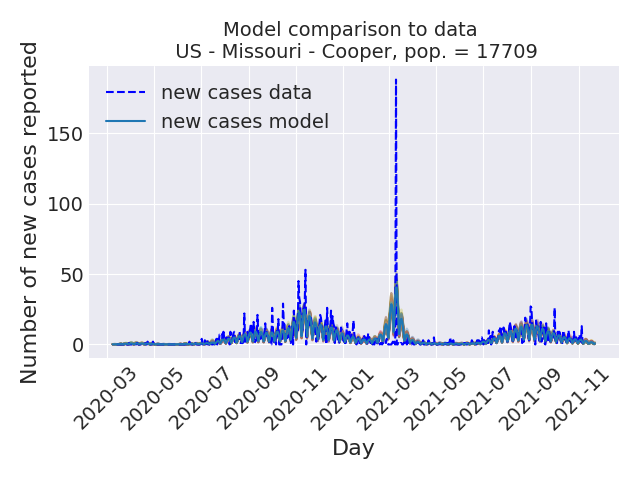 Model comparison to data
US - Missouri - Cooper, pop. = 17709
Number of new cases reported
new cases data
new cases model
150
100
50
0
2020-03
2020-05
2020-07
2020-09
2020-11
2021-01
2021-03
2021-05
2021-07
2021-09
2021-11
Day